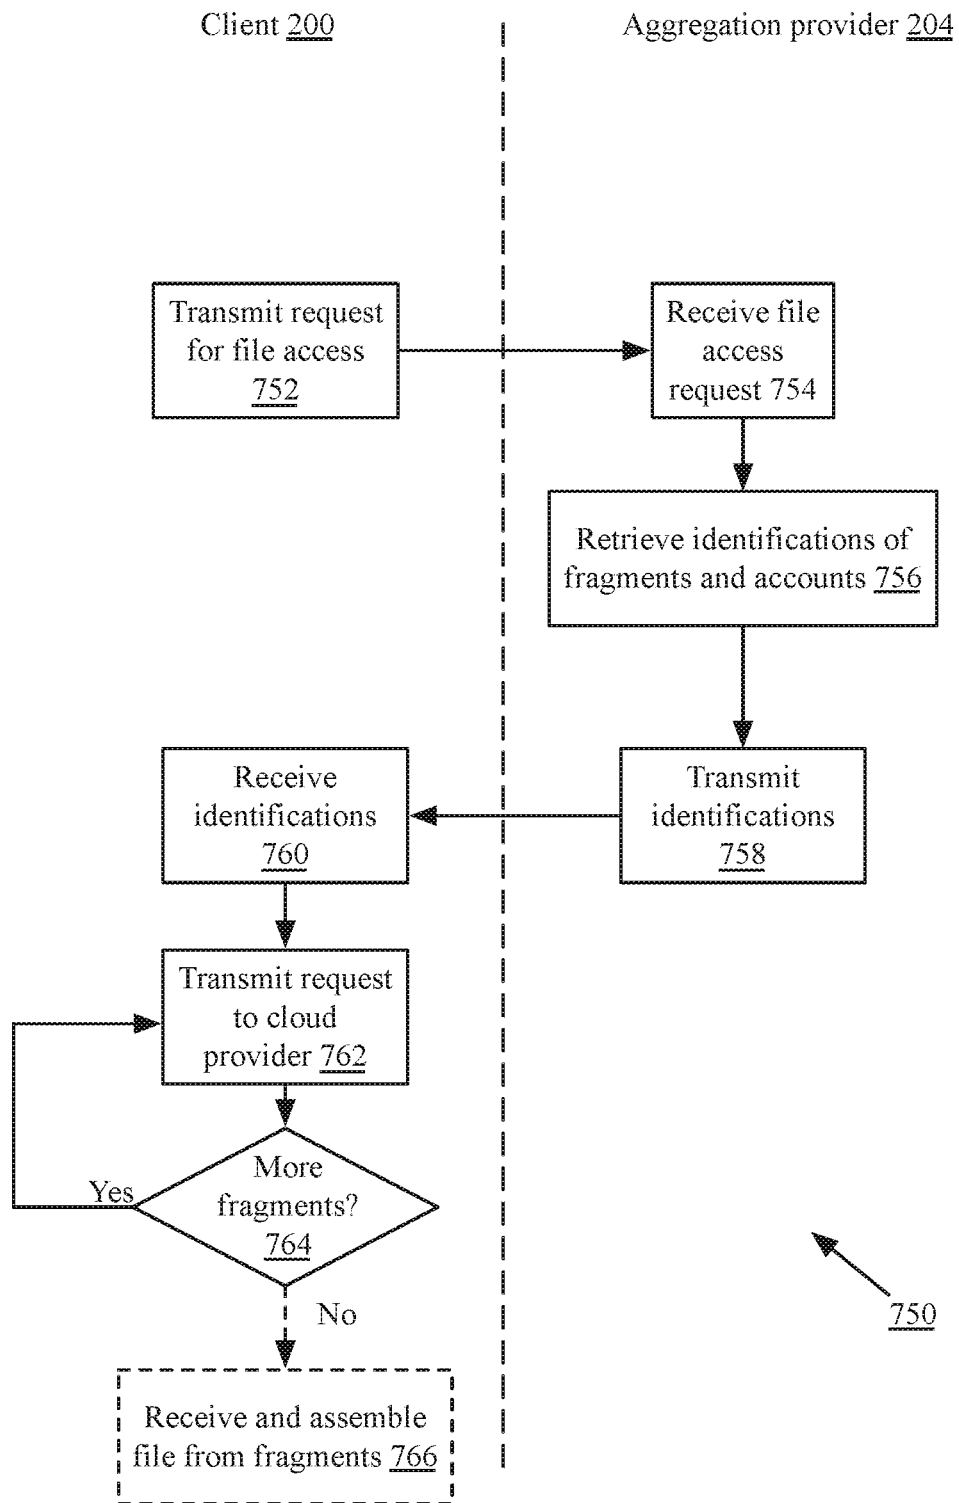 Client 200
Aggregation provider 204
Transmit request
for file access
752
Receive file
access
request 754
Retrieve identifications of
fragments and accounts 756
Transmit
identifications
758
Receive
identifications
760
Transmit request
to cloud
provider 762
More
fragments?
764
Yes
No
Receive and assemble
file from fragments 766
750